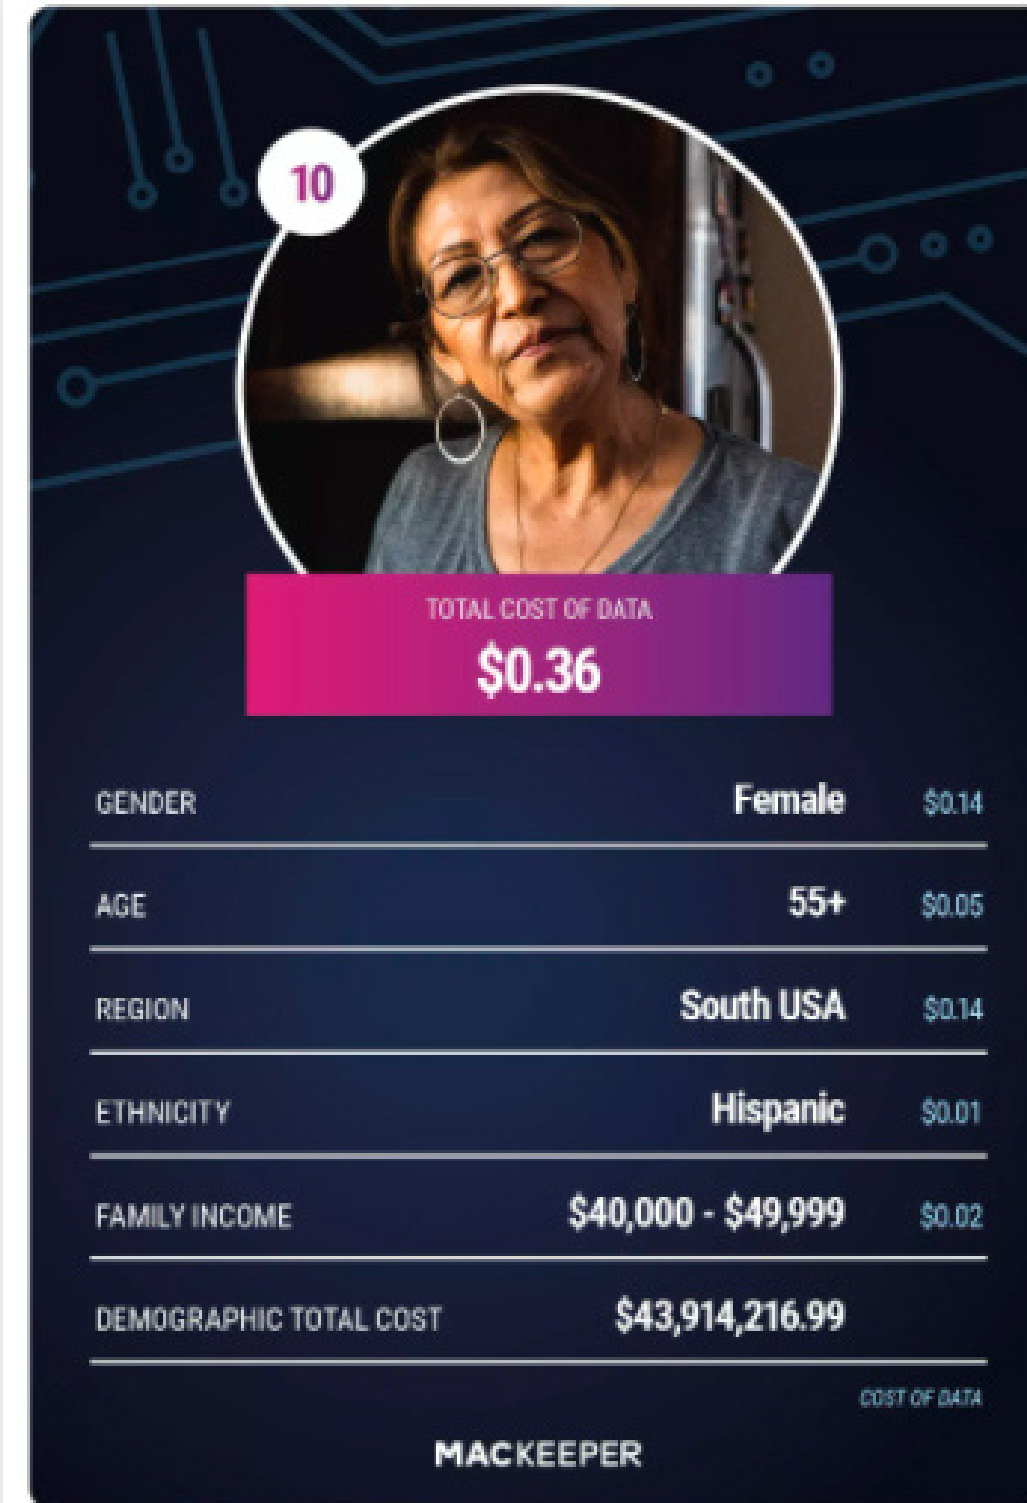 10
TOTAL COST OF DATA
$0.36
GENDER Female $0.14
AGE 55+ $0.05
REGION South USA $0.14
ETHNICITY Hispanic $0.01
FAMILY INCOME $40,000 - $49,999 $0.02
DEMOGRAPHIC TOTAL COST $43,914,216.99
COST OF DATA
MACKEEPER